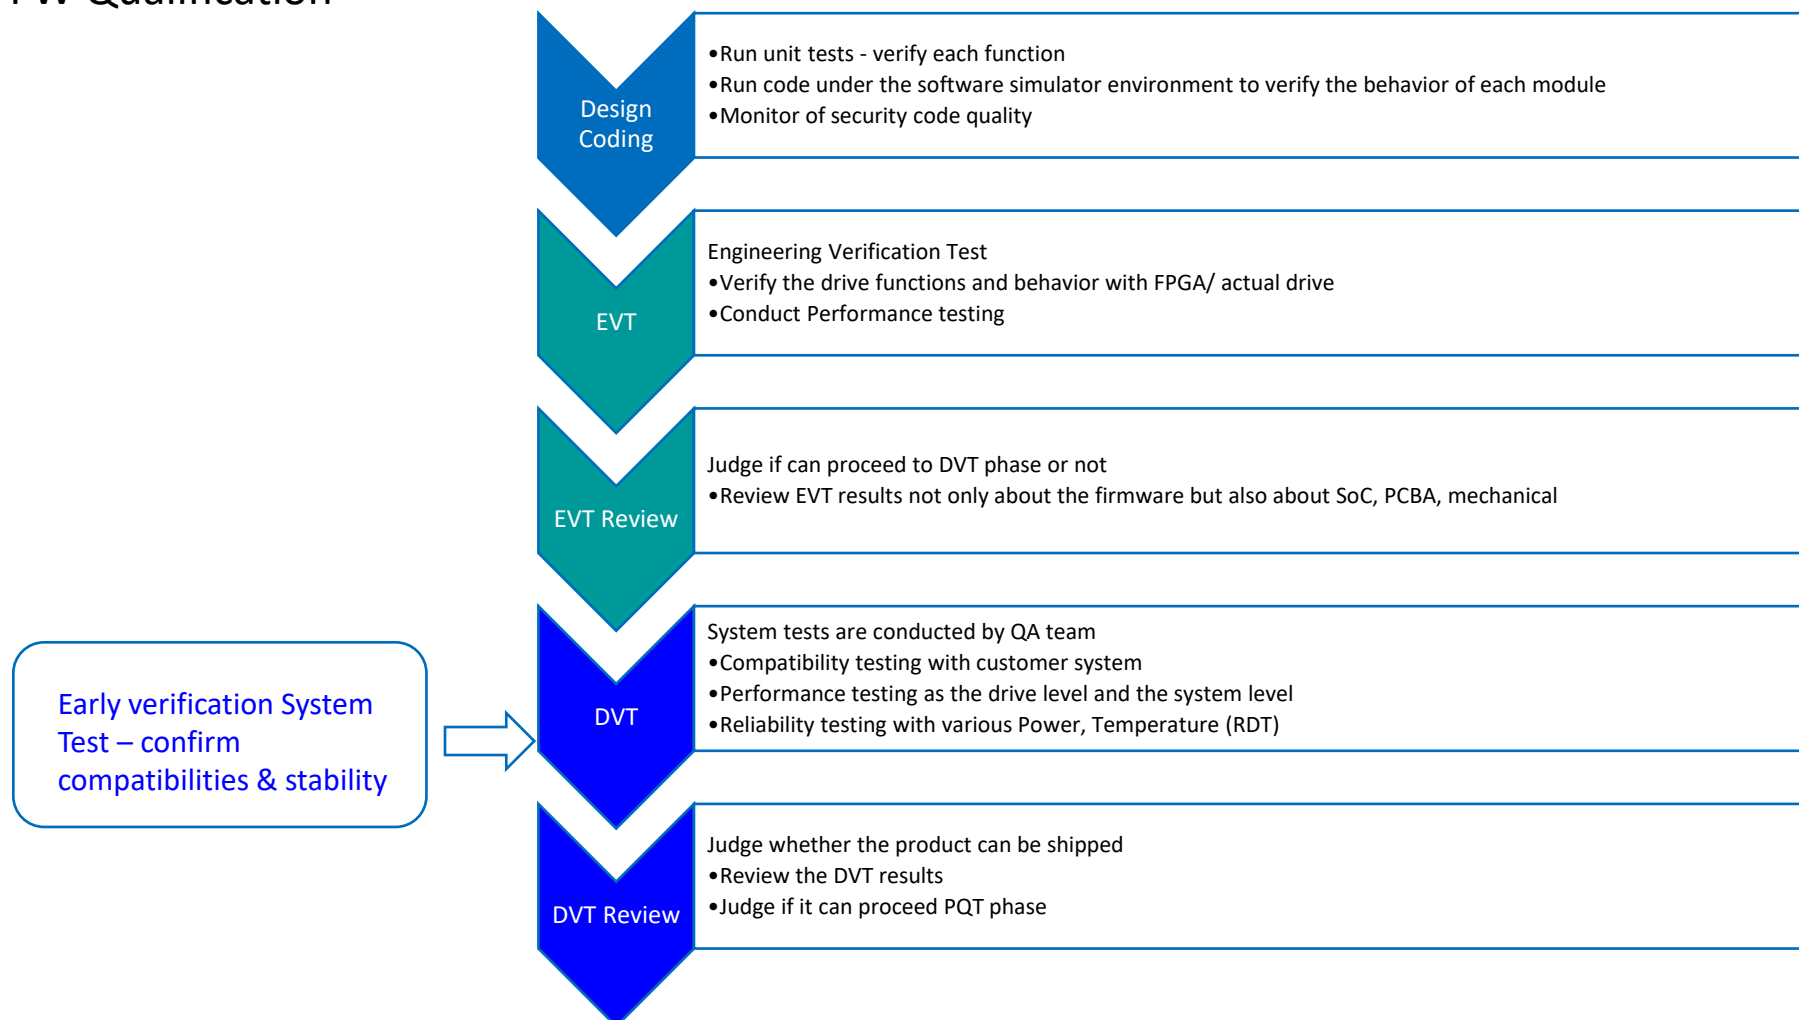 FW Qualification
Design
Coding
•Run unit tests - verify each function
•Run code under the software simulator environment to verify the behavior of each module
•Monitor of security code quality
EVT
Engineering Verification Test
•Verify the drive functions and behavior with FPGA/ actual drive
•Conduct Performance testing
EVT Review
Judge if can proceed to DVT phase or not
•Review EVT results not only about the firmware but also about SoC, PCBA, mechanical
Early verification System
Test – confirm
compatibilities & stability
DVT
System tests are conducted by QA team
•Compatibility testing with customer system
•Performance testing as the drive level and the system level
•Reliability testing with various Power, Temperature (RDT)
DVT Review
Judge whether the product can be shipped
•Review the DVT results
•Judge if it can proceed PQT phase